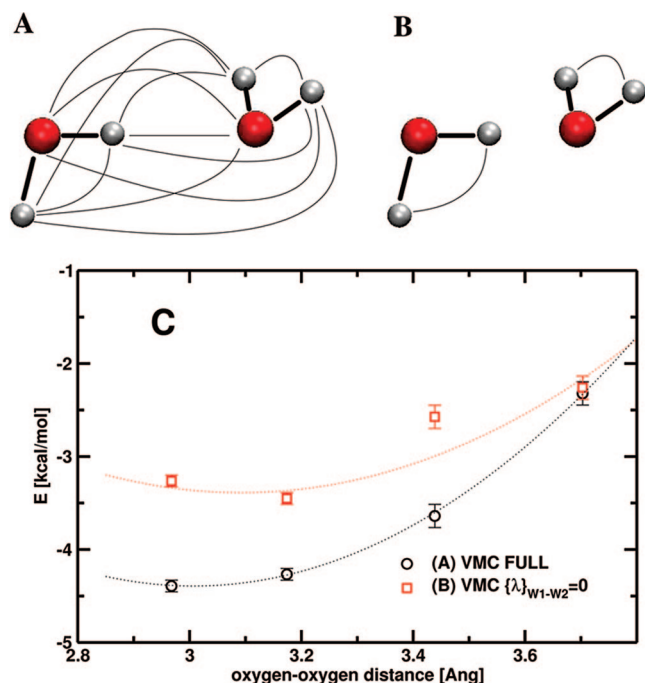 A
B
C
-1
-2
-3
-4
-5
E [kcal/mol]
(A) VMC FULL
(B) VMC {λ}W1-W2=0
2.8 3 3.2 3.4 3.6
oxygen-oxygen distance [Ang]